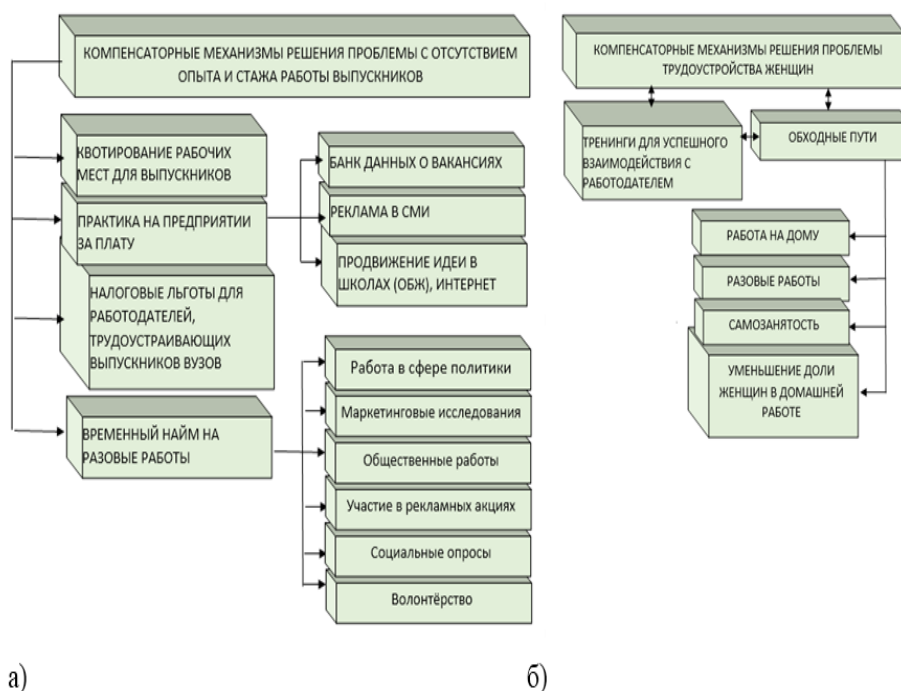 КОМПЕНСАТОРНЫЕ МЕХАНИЗМЫ РЕШЕНИЯ ПРОБЛЕМЫ С ОТСУТСТВИЕМ
ОПЫТА И СТАЖА РАБОТЫ ВЫПУСКНИКОВ
КВОТИРОВАНИЕ РАБОЧИХ
МЕСТ ДЛЯ ВЫПУСКНИКОВ
ПРАКТИКА НА ПРЕДПРИЯТИИ
ЗА ПЛАТУ
НАЛОГОВЫЕ ЛЬГОТЫ ДЛЯ
РАБОТОДАТЕЛЕЙ,
ТРУДОУСТРАИВАЮЩИХ
ВЫПУСКНИКОВ ВУЗОВ
ВРЕМЕННЫЙ НАЙМ НА
РАЗОВЫЕ РАБОТЫ
БАНК ДАННЫХ О ВАКАНСИЯХ
РЕКЛАМА В СМИ
ПРОДВИЖЕНИЕ ИДЕИ В
ШКОЛАХ (ОБЖ), ИНТЕРНЕТ
Работа в сфере политики
Маркетинговые исследования
Общественные работы
Участие в рекламных акциях
Социальные опросы
Волонтёрство
а)
КОМПЕНСАТОРНЫЕ МЕХАНИЗМЫ РЕШЕНИЯ ПРОБЛЕМЫ
ТРУДОУСТРОЙСТВА ЖЕНЩИН
ТРЕНИНГИ ДЛЯ УСПЕШНОГО
ВЗАИМОДЕЙСТВИЯ С
РАБОТОДАТЕЛЕМ
ОБХОДНЫЕ ПУТИ
РАБОТА НА ДОМУ
РАЗОВЫЕ РАБОТЫ
САМОЗАНЯТОСТЬ
УМЕНЬШЕНИЕ ДОЛИ
ЖЕНЩИН В ДОМАШНЕЙ
РАБОТЕ
б)